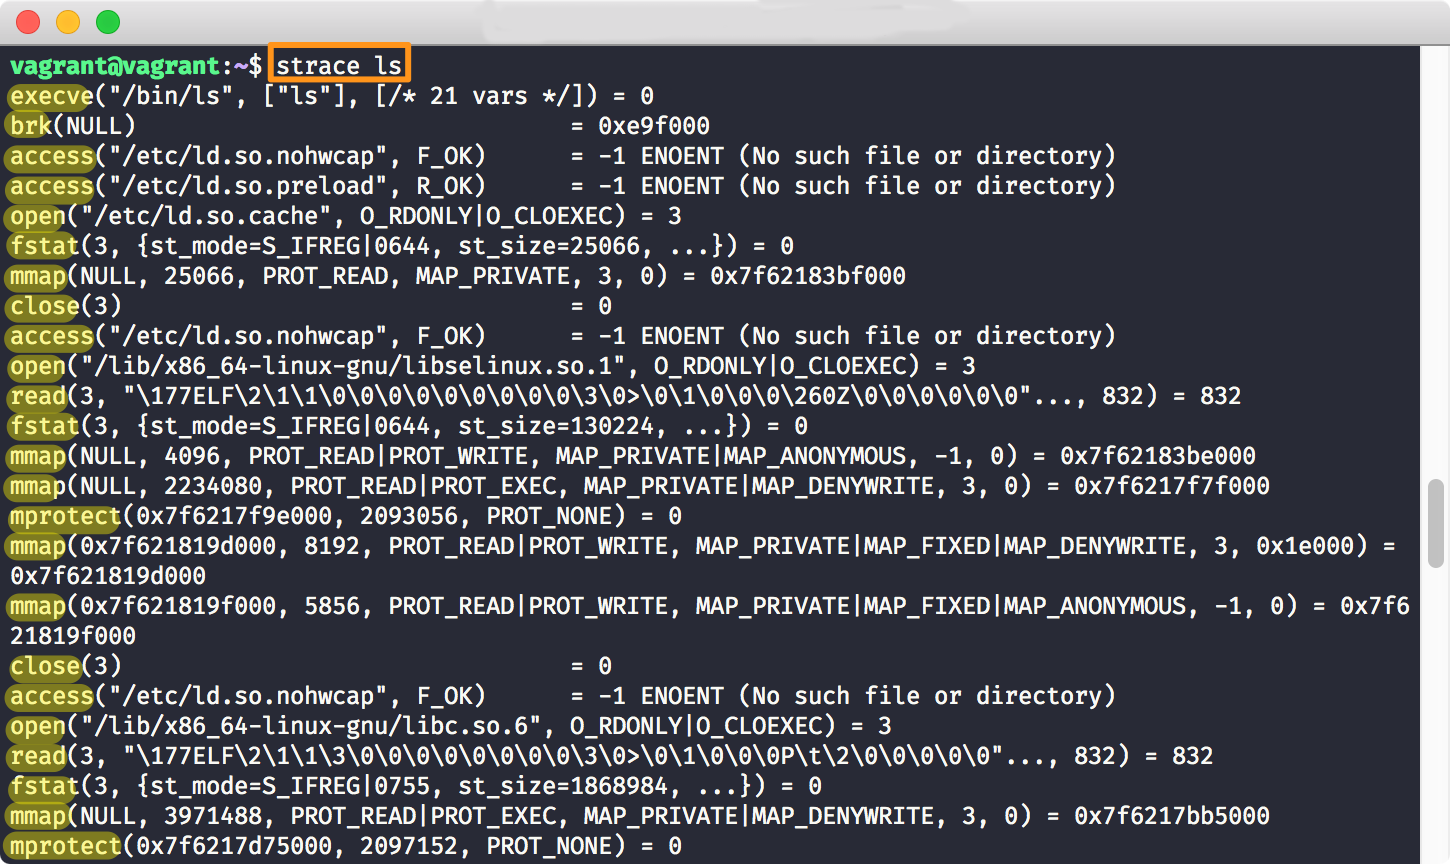 vagrant@vagrant:~$ strace ls
execve("/bin/ls", ["ls"], [/* 21 vars */]) = 0
brk(NULL)                               = 0xe9f000
access("/etc/ld.so.nohwcap", F_OK)      = -1 ENOENT (No such file or directory)
access("/etc/ld.so.preload", R_OK)      = -1 ENOENT (No such file or directory)
open("/etc/ld.so.cache", O_RDONLY|O_CLOEXEC) = 3
fstat(3, {st_mode=S_IFREG|0644, st_size=25066, ...}) = 0
mmap(NULL, 25066, PROT_READ, MAP_PRIVATE, 3, 0) = 0x7f62183bf000
close(3)                                = 0
access("/etc/ld.so.nohwcap", F_OK)      = -1 ENOENT (No such file or directory)
open("/lib/x86_64-linux-gnu/libselinux.so.1", O_RDONLY|O_CLOEXEC) = 3
read(3, "\177ELF\2\1\1\0\0\0\0\0\0\0\0\0\3\0>\0\1\0\0\0\260Z\0\0\0\0\0\0"..., 832) = 832
fstat(3, {st_mode=S_IFREG|0644, st_size=130224, ...}) = 0
mmap(NULL, 4096, PROT_READ|PROT_WRITE, MAP_PRIVATE|MAP_ANONYMOUS, -1, 0) = 0x7f62183be000
mmap(NULL, 2234080, PROT_READ|PROT_EXEC, MAP_PRIVATE|MAP_DENYWRITE, 3, 0) = 0x7f6217f7f000
mprotect(0x7f6217f9e000, 2093056, PROT_NONE) = 0
mmap(0x7f621819d000, 8192, PROT_READ|PROT_WRITE, MAP_PRIVATE|MAP_FIXED|MAP_DENYWRITE, 3, 0x1e000) =
0x7f621819d000
mmap(0x7f621819f000, 5856, PROT_READ|PROT_WRITE, MAP_PRIVATE|MAP_FIXED|MAP_ANONYMOUS, -1, 0) = 0x7f6
21819f000
close(3)                                = 0
access("/etc/ld.so.nohwcap", F_OK)      = -1 ENOENT (No such file or directory)
open("/lib/x86_64-linux-gnu/libc.so.6", O_RDONLY|O_CLOEXEC) = 3
read(3, "\177ELF\2\1\1\3\0\0\0\0\0\0\0\0\3\0>\0\1\0\0\0P\t\2\0\0\0\0\0"..., 832) = 832
fstat(3, {st_mode=S_IFREG|0755, st_size=1868984, ...}) = 0
mmap(NULL, 3971488, PROT_READ|PROT_EXEC, MAP_PRIVATE|MAP_DENYWRITE, 3, 0) = 0x7f6217bb5000
mprotect(0x7f6217d75000, 2097152, PROT_NONE) = 0